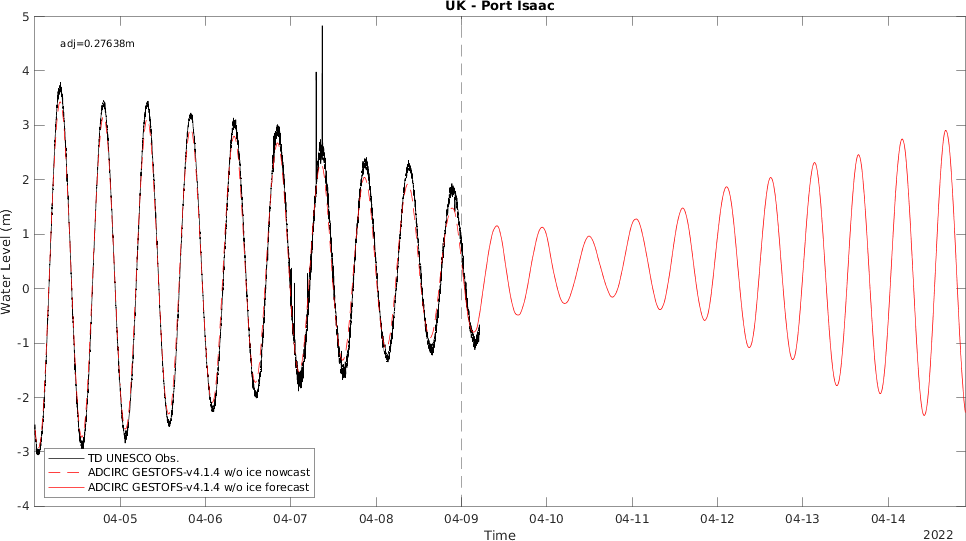 UK - Port Isaac
adj=0.27638m
5
4
3
2
1
0
-1
-2
-3
-4
Water Level (m)
TD UNESCO Obs.
ADCIRC GESTOFS-v4.1.4 w/o ice nowcast
ADCIRC GESTOFS-v4.1.4 w/o ice forecast
04-05 04-06 04-07 04-08 04-09 04-10 04-11 04-12 04-13 04-14
Time
2022